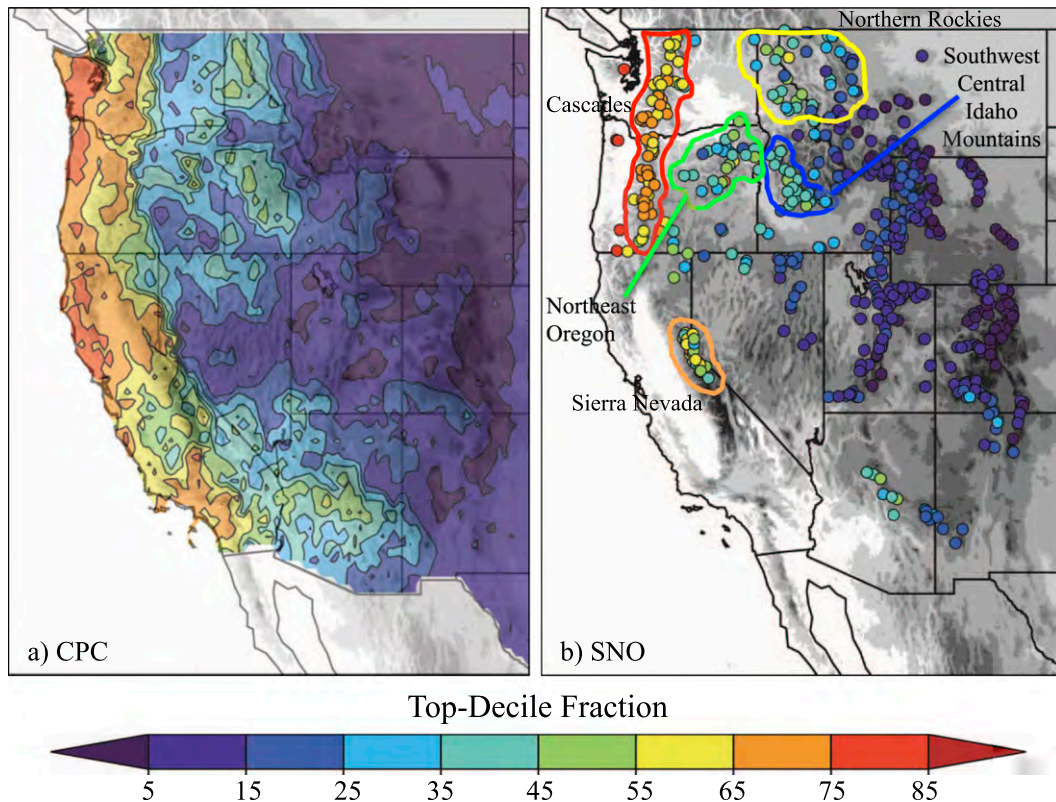 Northern Rockies
Southwest
Central
Idaho
Mountains
Cascades
Northeast
Oregon
Sierra Nevada
a) CPC
b) SNO
Top-Decile Fraction
5 15 25 35 45 55 65 75 85